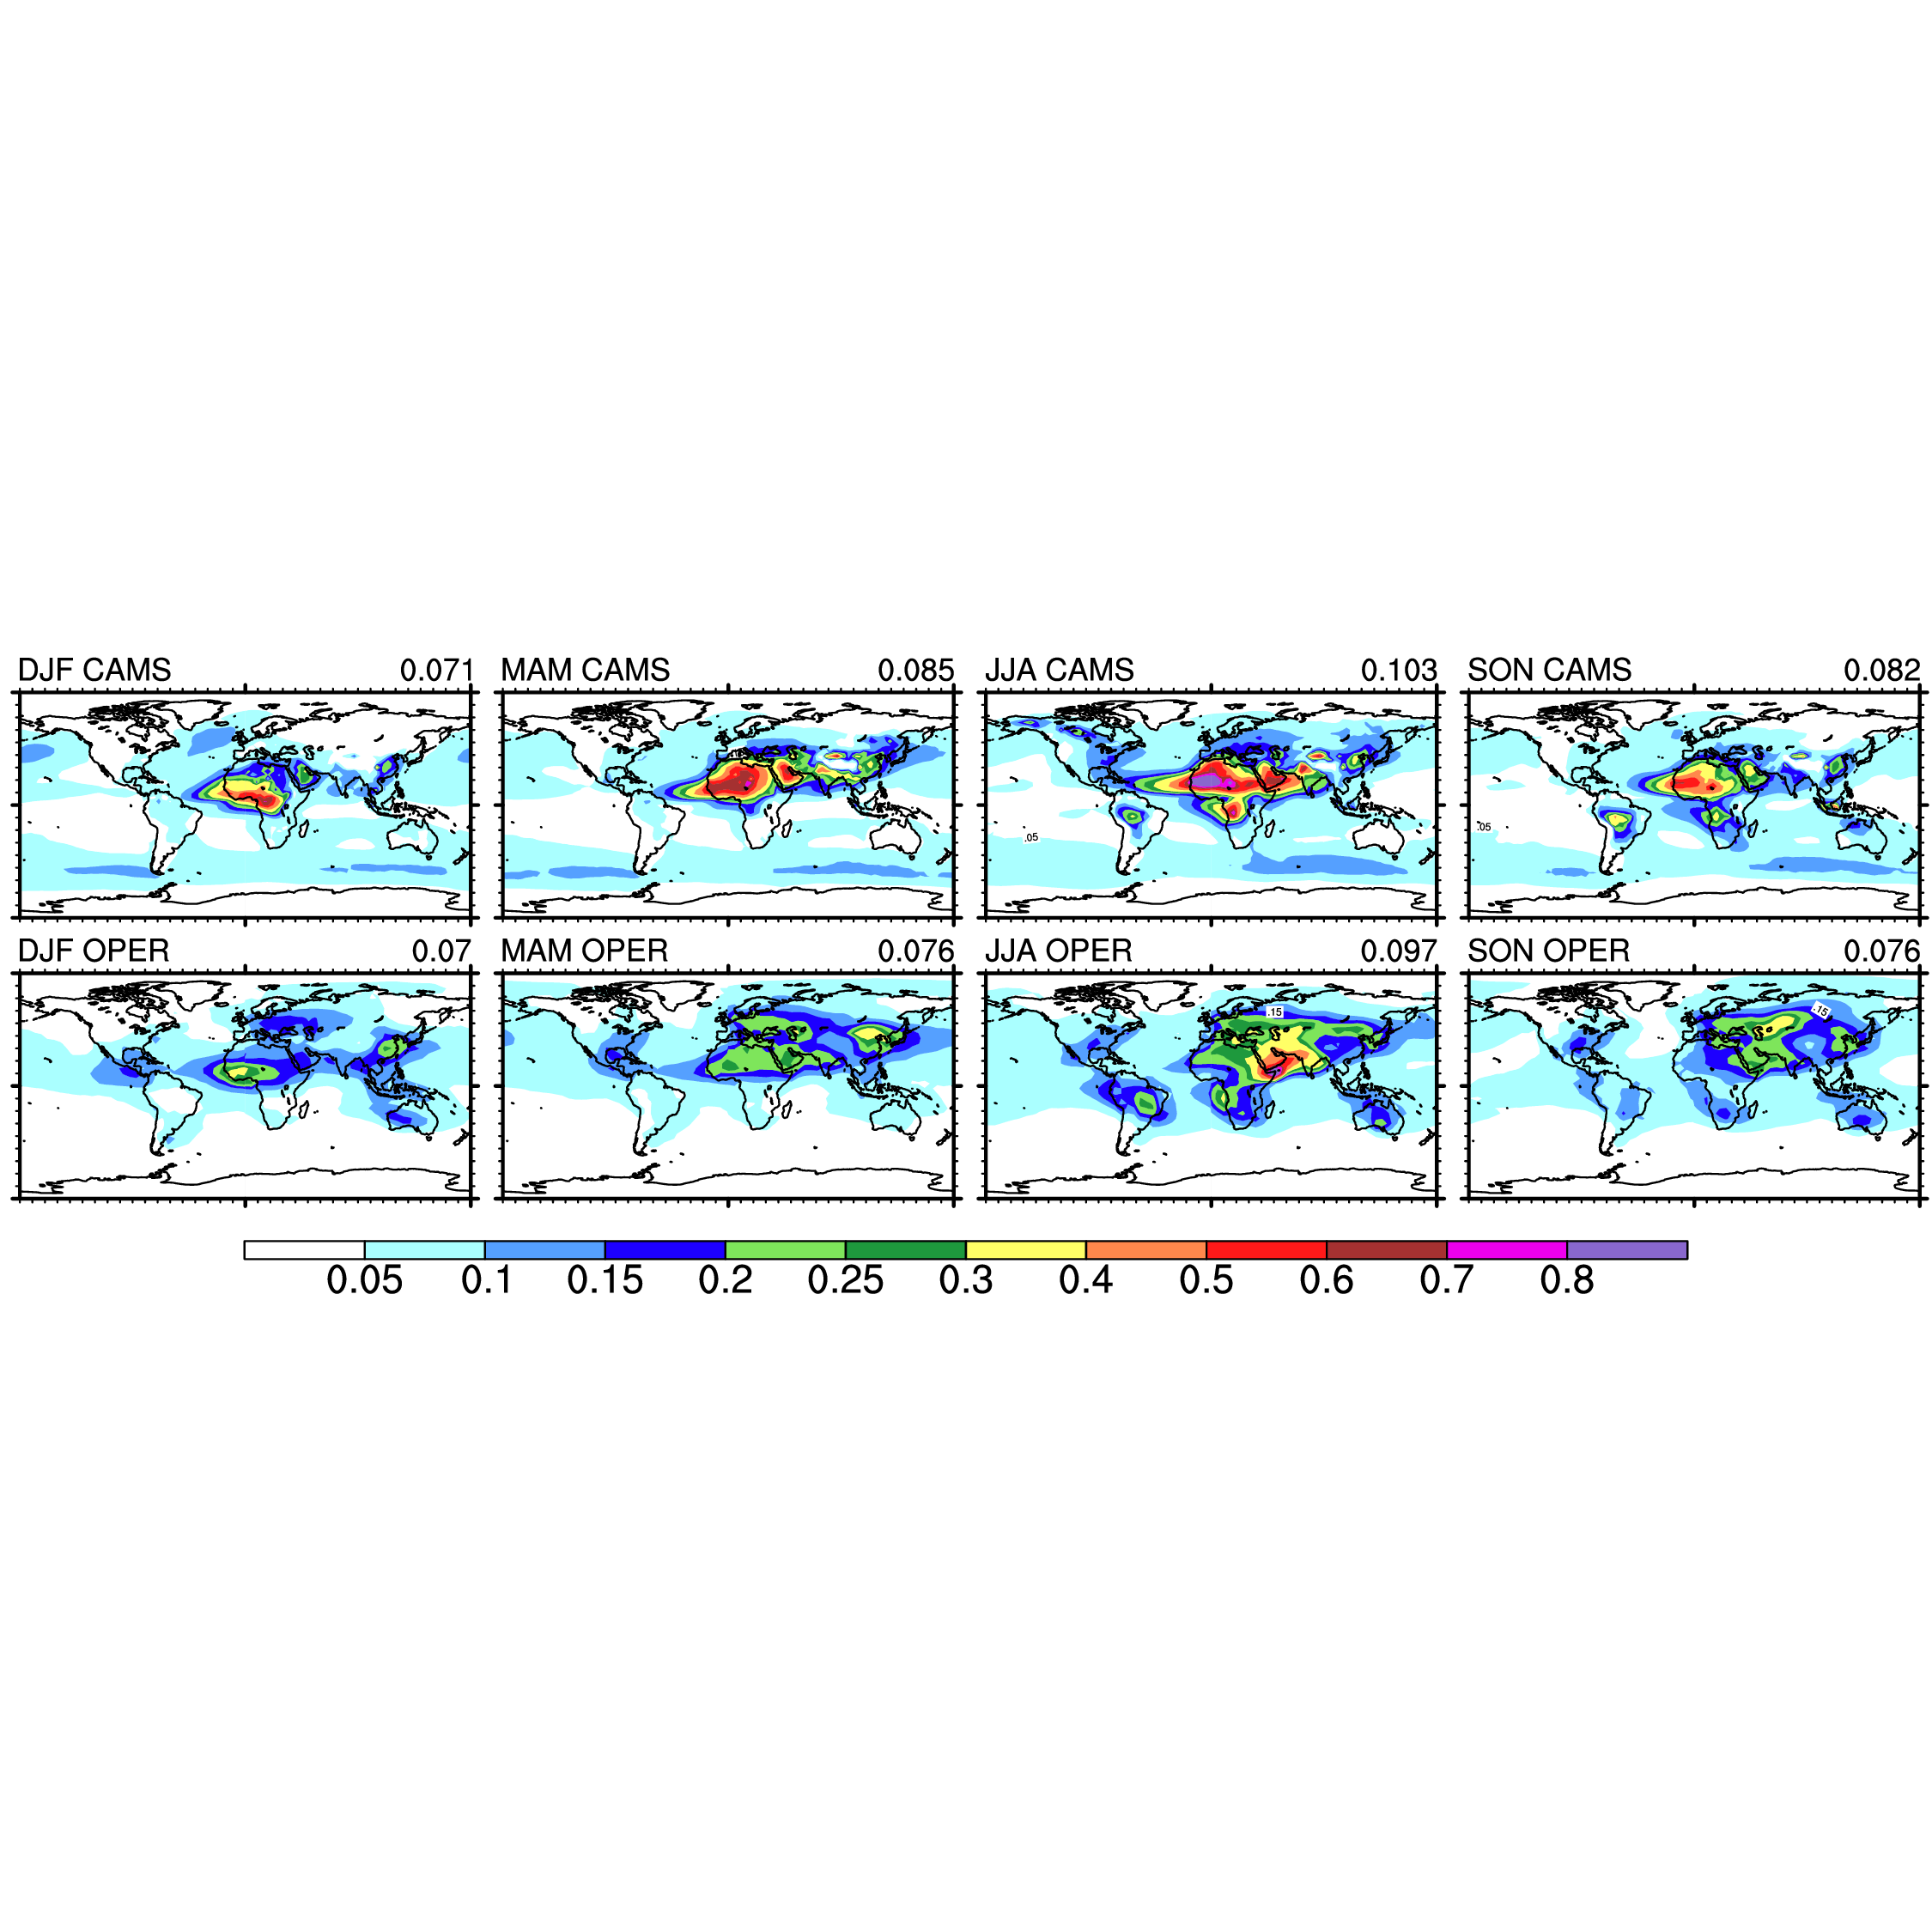 DJF CAMS 0.071 MAM CAMS 0.085 JJA CAMS 0.103 SON CAMS 0.082
.05 .05
DJF OPER 0.07 MAM OPER 0.076 JJA OPER 0.097 SON OPER 0.076
.15 .15
0.05 0.1 0.15 0.2 0.25 0.3 0.4 0.5 0.6 0.7 0.8